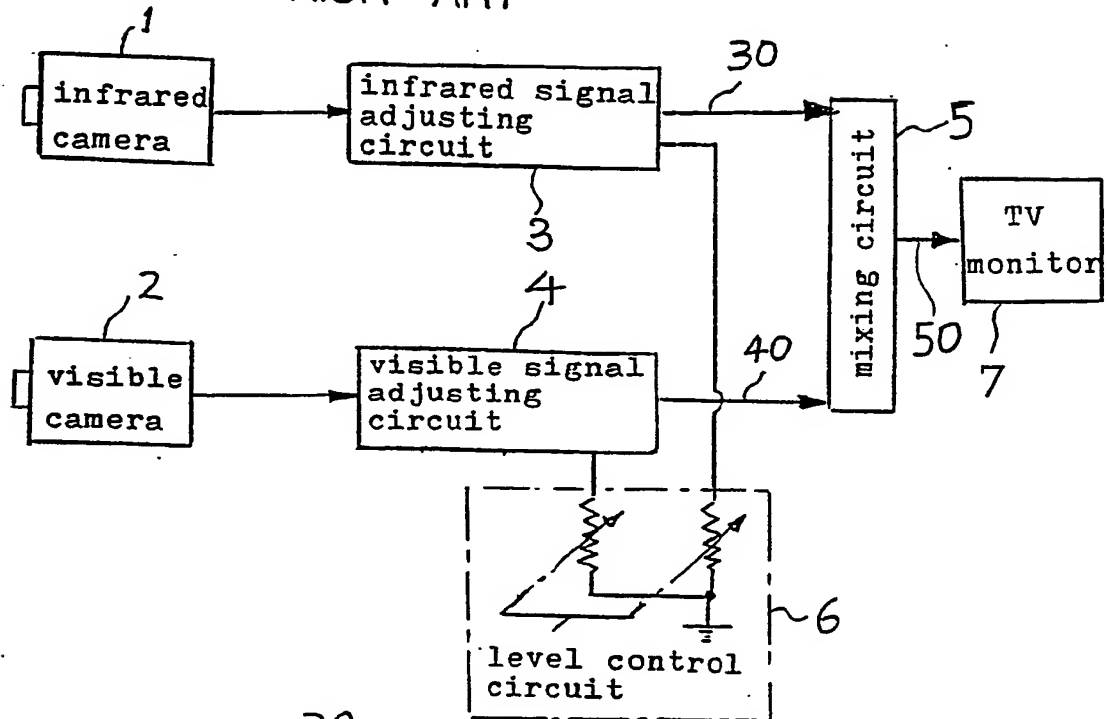 1
infrared
camera
infrared signal
adjusting
circuit
30
3
mixing circuit
5
TV
monitor
50
7
2
visible
camera
4
visible signal
adjusting
circuit
40
6
level control
circuit